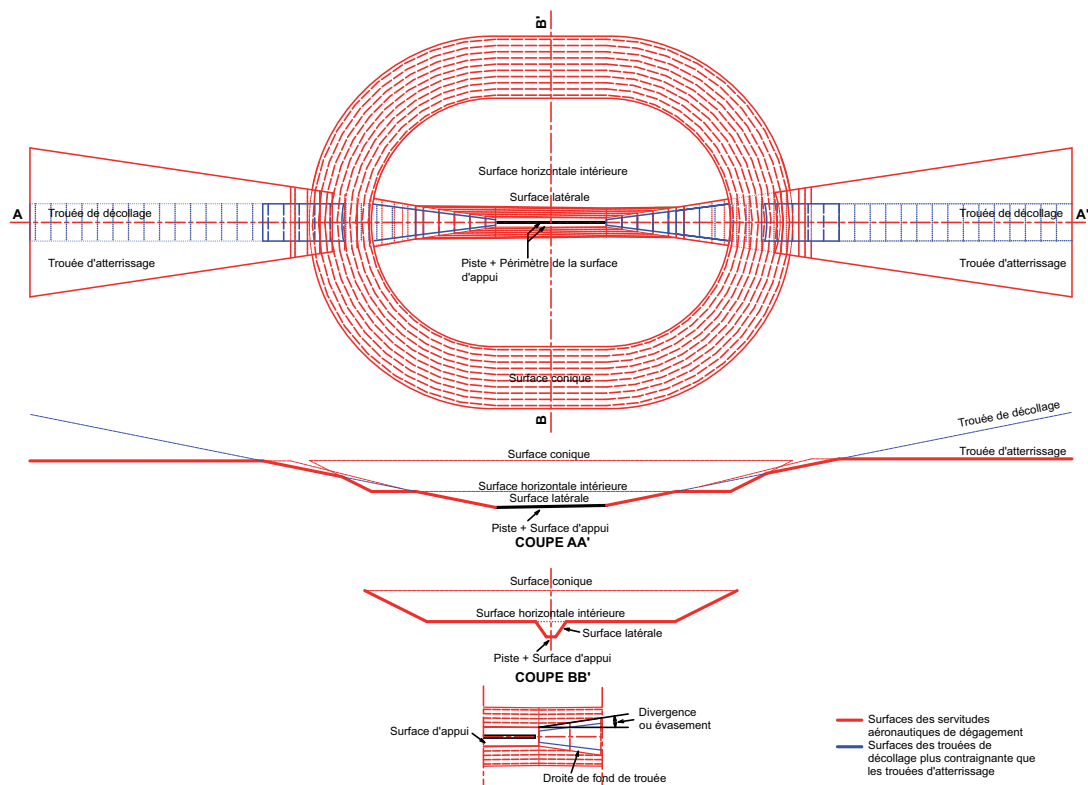 B'
Surface horizontale intérieure
Surface latérale
A
Trouée de décollage
Trouée de décollage
A'
Trouée d'atterrissage
Trouée d'atterrissage
Piste + Périmètre de la surface
d'appui
Surface conique
B
Trouée de décollage
Surface conique
Trouée d'atterrissage
Surface horizontale intérieure
Surface latérale
Piste + Surface d'appui
COUPE AA'
Surface conique
Surface horizontale intérieure
Surface latérale
Piste + Surface d'appui
COUPE BB'
Divergence
ou évasement
Surface d'appui
Droite de fond de trouée
Surfaces des servitudes
aéronautiques de dégagement
Surfaces des trouées de
décollage plus contraignante que
les trouées d'atterrissage